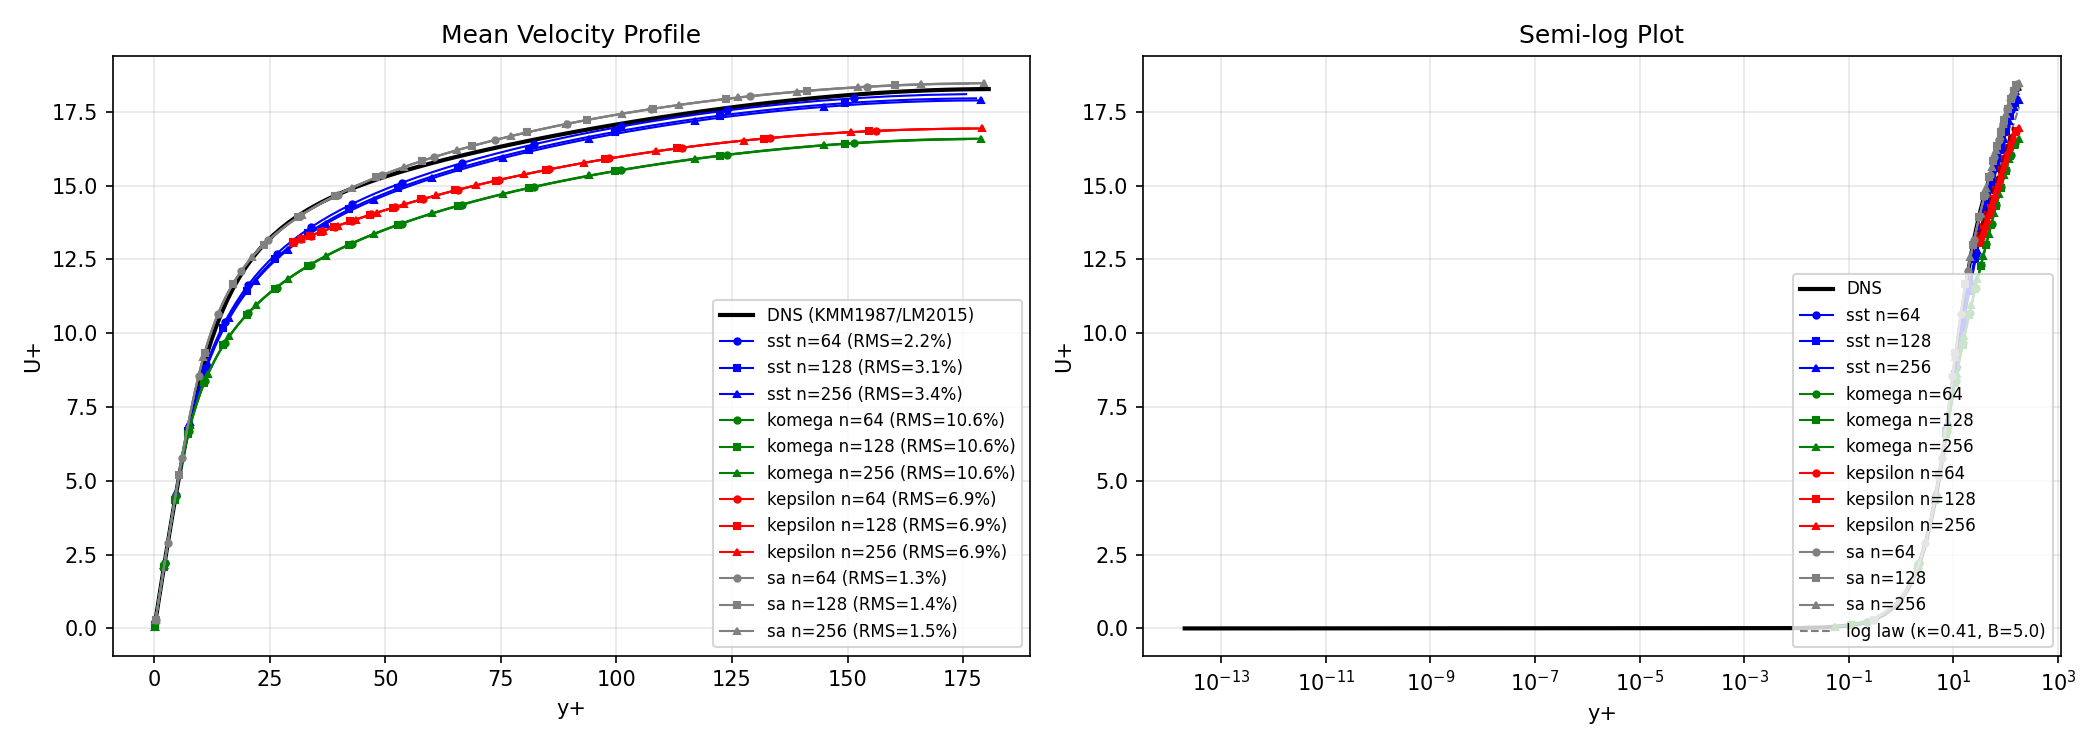 Mean Velocity Profile
U+
17.5
15.0
12.5
10.0
7.5
5.0
2.5
0.0
0 25 50 75 100 125 150 175
y+
DNS (KMM1987/LM2015)
sst n=64 (RMS=2.2%)
sst n=128 (RMS=3.1%)
sst n=256 (RMS=3.4%)
komega n=64 (RMS=10.6%)
komega n=128 (RMS=10.6%)
komega n=256 (RMS=10.6%)
kepsilon n=64 (RMS=6.9%)
kepsilon n=128 (RMS=6.9%)
kepsilon n=256 (RMS=6.9%)
sa n=64 (RMS=1.3%)
sa n=128 (RMS=1.4%)
sa n=256 (RMS=1.5%)
Semi-log Plot
U+
17.5
15.0
12.5
10.0
7.5
5.0
2.5
0.0
10⁻¹³ 10⁻¹¹ 10⁻⁹ 10⁻⁷ 10⁻⁵ 10⁻³ 10⁻¹ 10¹ 10³
y+
DNS
sst n=64
sst n=128
sst n=256
komega n=64
komega n=128
komega n=256
kepsilon n=64
kepsilon n=128
kepsilon n=256
sa n=64
sa n=128
sa n=256
log law (κ=0.41, B=5.0)